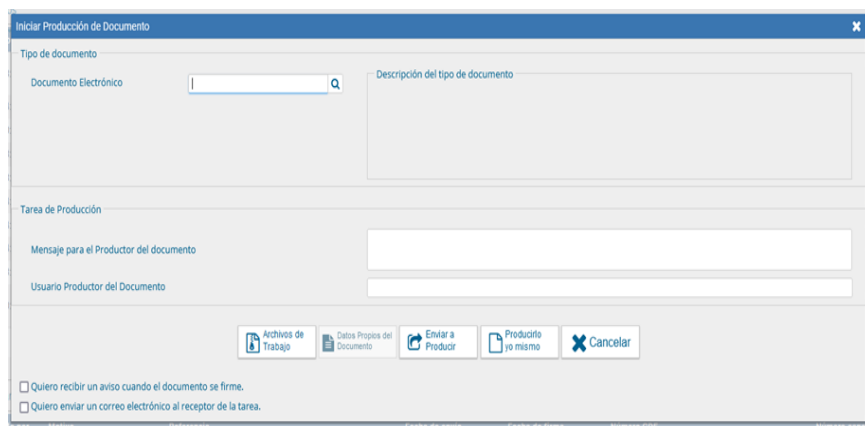 Iniciar Producción de Documento
Tipo de documento
Documento Electrónico
Descripción del tipo de documento
Tarea de Producción
Mensaje para el Productor del documento
Usuario Productor del Documento
Archivos de
Trabajo
Datos Propios del
Documento
Enviar a
Producir
Producirlo
yo mismo
Cancelar
Quiero recibir un aviso cuando el documento se firme.
Quiero enviar un correo electrónico al receptor de la tarea.